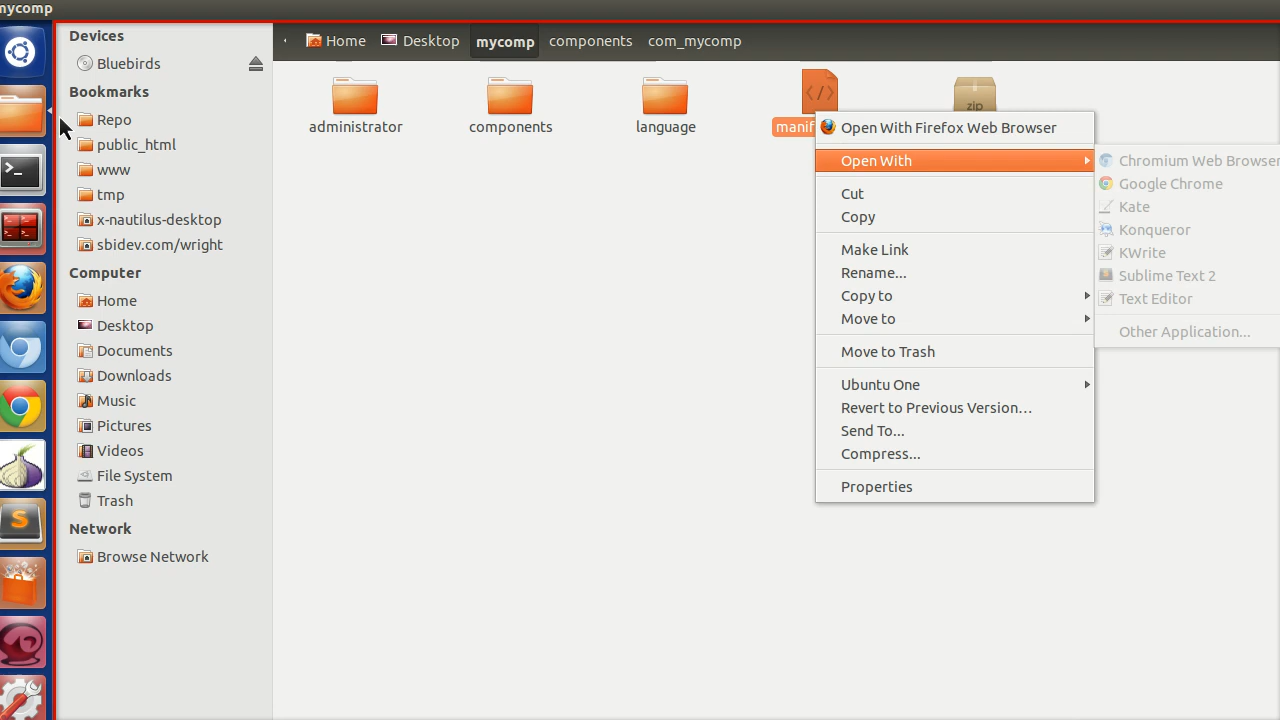 mycomp
Devices
Bluebirds
Bookmarks
Repo
public_html
www
tmp
x-nautilus-desktop
sbidev.com/wright
Computer
Home
Desktop
Documents
Downloads
Music
Pictures
Videos
File System
Trash
Network
Browse Network
Home Desktop mycomp components com_mycomp
administrator components language manif
zip
Open With Firefox Web Browser
Open With
Cut
Copy
Make Link
Rename...
Copy to
Move to
Move to Trash
Ubuntu One
Revert to Previous Version...
Send To...
Compress...
Properties
Chromium Web Browser
Google Chrome
Kate
Konqueror
KWrite
Sublime Text 2
Text Editor
Other Application...